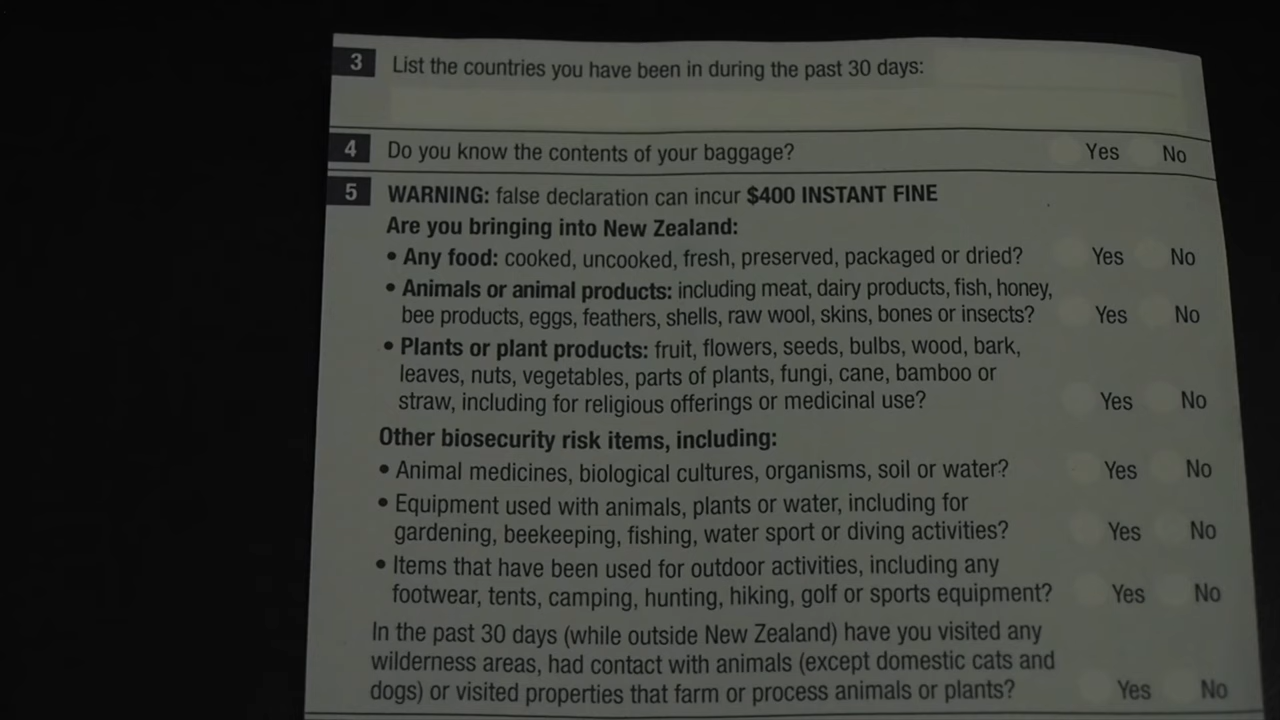 3 List the countries you have been in during the past 30 days:
4 Do you know the contents of your baggage? Yes No
5 WARNING: false declaration can incur $400 INSTANT FINE
Are you bringing into New Zealand:
• Any food: cooked, uncooked, fresh, preserved, packaged or dried? Yes No
• Animals or animal products: including meat, dairy products, fish, honey,
bee products, eggs, feathers, shells, raw wool, skins, bones or insects? Yes No
• Plants or plant products: fruit, flowers, seeds, bulbs, wood, bark,
leaves, nuts, vegetables, parts of plants, fungi, cane, bamboo or
straw, including for religious offerings or medicinal use? Yes No
Other biosecurity risk items, including:
• Animal medicines, biological cultures, organisms, soil or water? Yes No
• Equipment used with animals, plants or water, including for
gardening, beekeeping, fishing, water sport or diving activities? Yes No
• Items that have been used for outdoor activities, including any
footwear, tents, camping, hunting, hiking, golf or sports equipment? Yes No
In the past 30 days (while outside New Zealand) have you visited any
wilderness areas, had contact with animals (except domestic cats and
dogs) or visited properties that farm or process animals or plants? Yes No